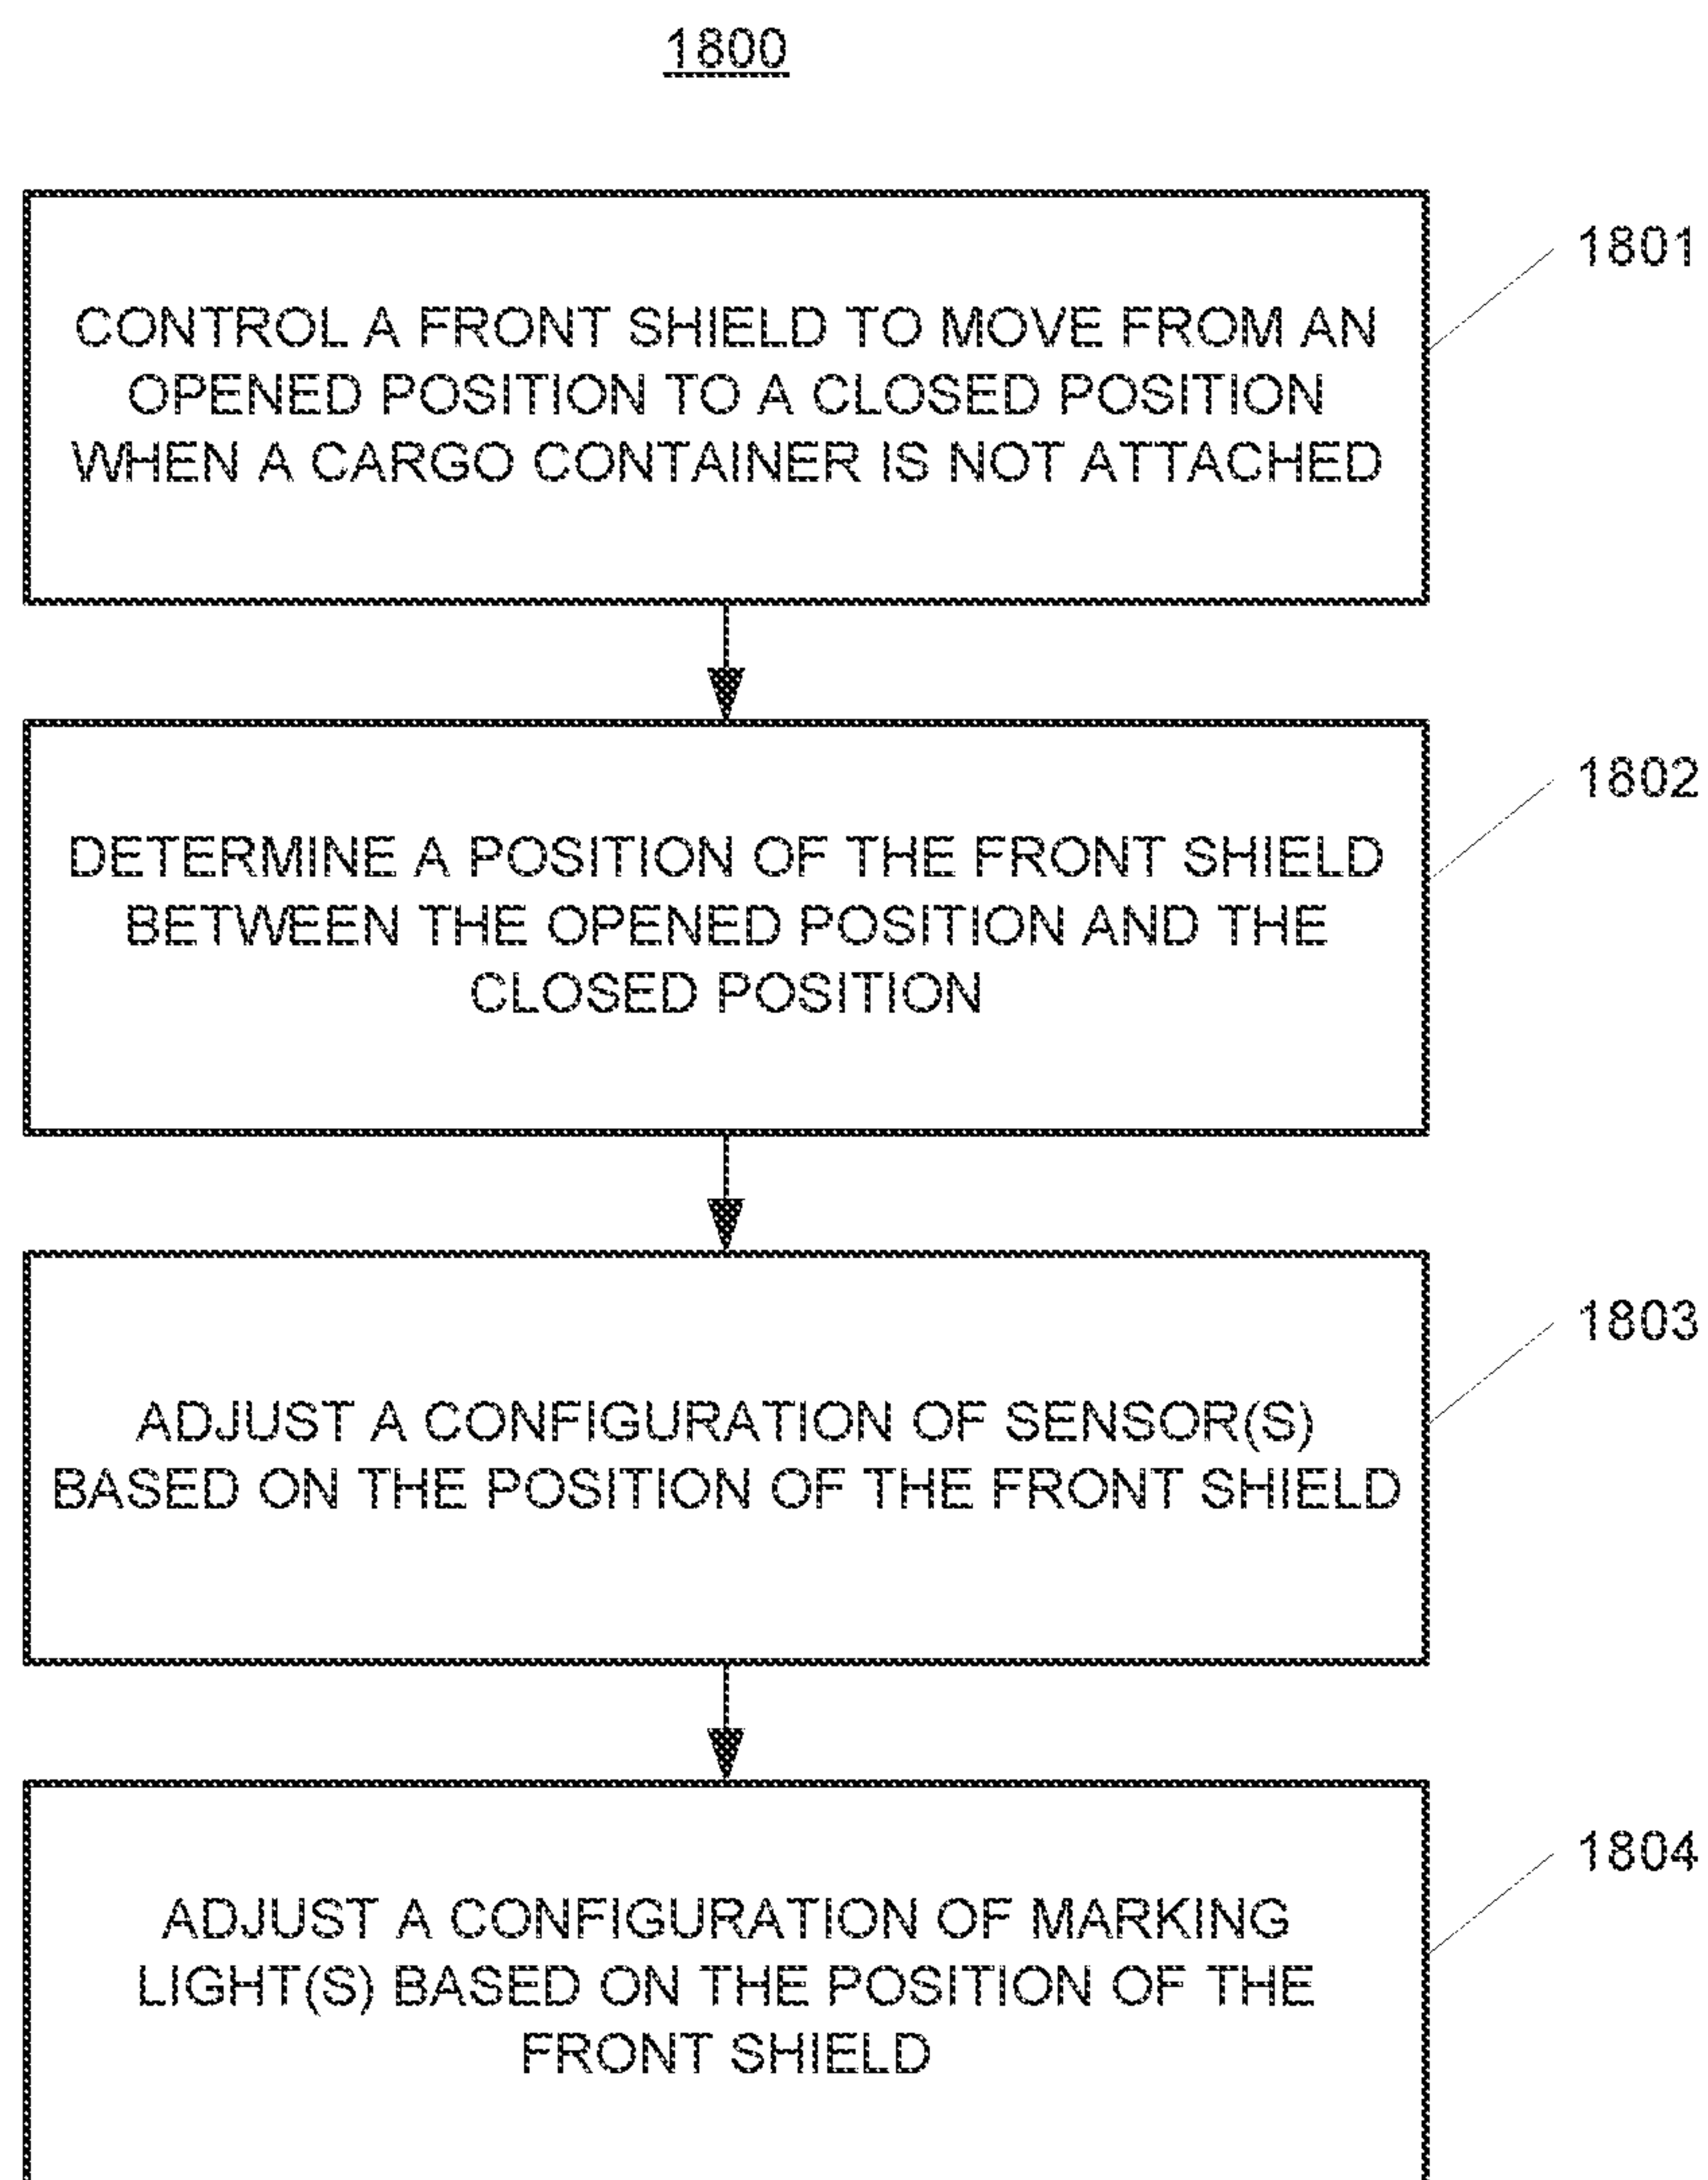 1800
CONTROL A FRONT SHIELD TO MOVE FROM AN
OPENED POSITION TO A CLOSED POSITION
WHEN A CARGO CONTAINER IS NOT ATTACHED
1801
DETERMINE A POSITION OF THE FRONT SHIELD
BETWEEN THE OPENED POSITION AND THE
CLOSED POSITION
1802
ADJUST A CONFIGURATION OF SENSOR(S)
BASED ON THE POSITION OF THE FRONT SHIELD
1803
ADJUST A CONFIGURATION OF MARKING
LIGHT(S) BASED ON THE POSITION OF THE
FRONT SHIELD
1804